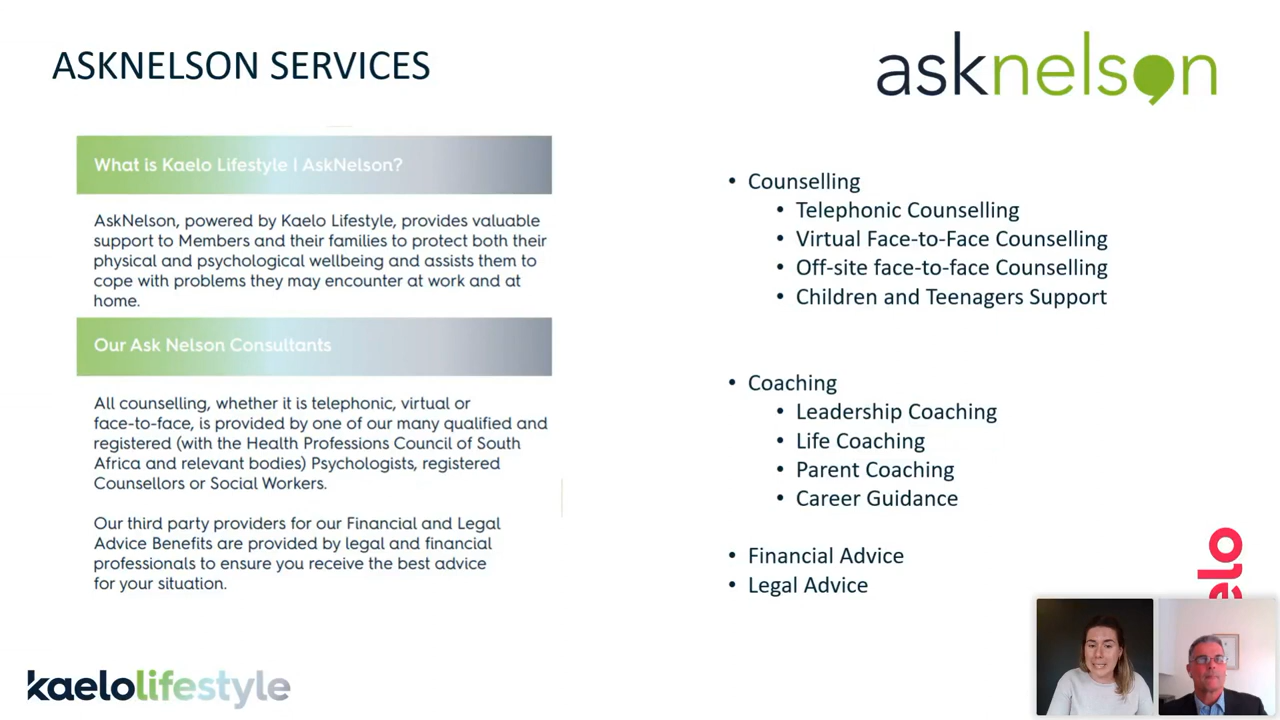 ASKNELSON SERVICES
asknelson
What is Kaelo Lifestyle | AskNelson?
AskNelson, powered by Kaelo Lifestyle, provides valuable
support to Members and their families to protect both their
physical and psychological wellbeing and assists them to
cope with problems they may encounter at work and at
home.
Our Ask Nelson Consultants
All counselling, whether it is telephonic, virtual or
face-to-face, is provided by one of our many qualified and
registered (with the Health Professions Council of South
Africa and relevant bodies) Psychologists, registered
Counsellors or Social Workers.
Our third party providers for our Financial and Legal
Advice Benefits are provided by legal and financial
professionals to ensure you receive the best advice
for your situation.
• Counselling
• Telephonic Counselling
• Virtual Face-to-Face Counselling
• Off-site face-to-face Counselling
• Children and Teenagers Support
• Coaching
• Leadership Coaching
• Life Coaching
• Parent Coaching
• Career Guidance
• Financial Advice
• Legal Advice
elo
kaelolifestyle